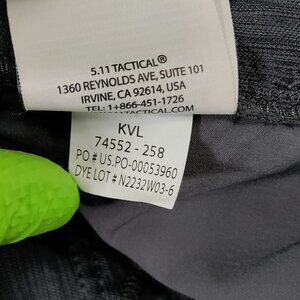 5.11 TACTICAL®
1360 REYNOLDS AVE, SUITE 101
IRVINE, CA 92614, USA
TEL: 1+866-451-1726
KVL
74552 - 258
PO # US.PO-00053960
DYE LOT # N2232W03-6